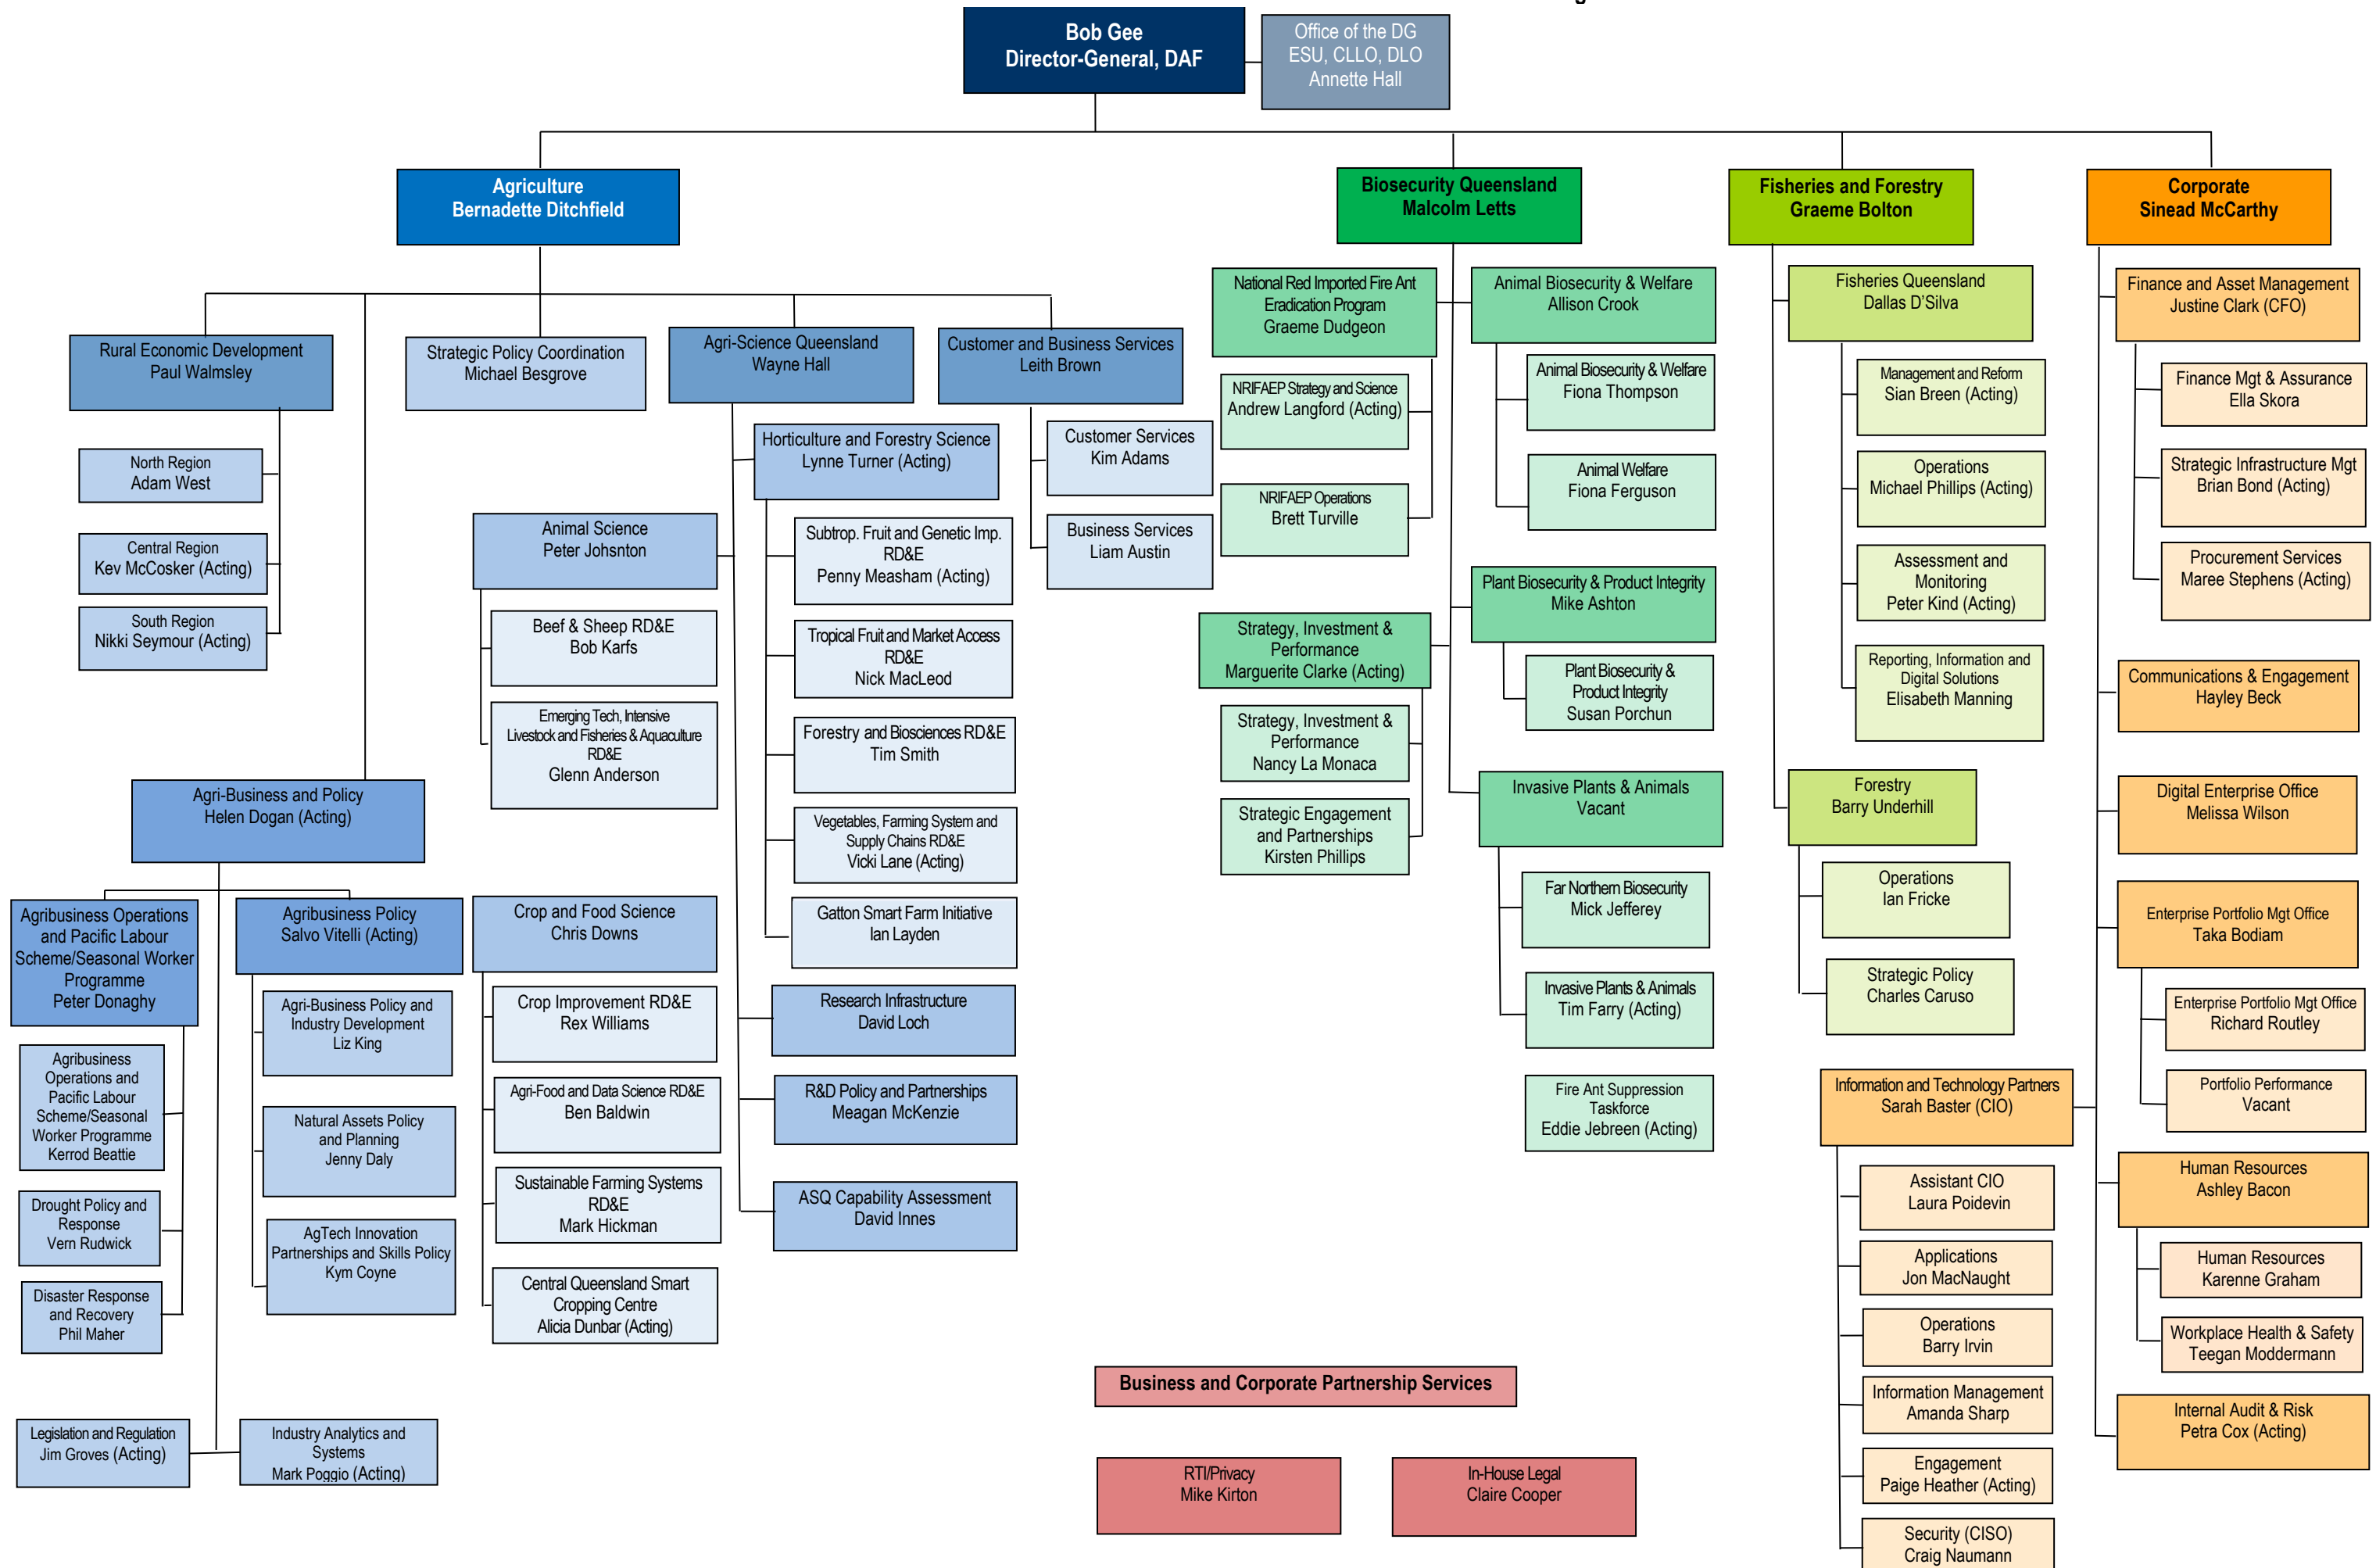 Bob Gee
Director-General, DAF
Office of the DG
ESU, CLLO, DLO
Annette Hall
Agriculture
Bernadette Ditchfield
Biosecurity Queensland
Malcolm Letts
Fisheries and Forestry
Graeme Bolton
Corporate
Sinead McCarthy
Rural Economic Development
Paul Walmsley
North Region
Adam West
Central Region
Kev McCosker (Acting)
South Region
Nikki Seymour (Acting)
Strategic Policy Coordination
Michael Besgrove
Agri-Science Queensland
Wayne Hall
Customer and Business Services
Leith Brown
Customer Services
Kim Adams
Business Services
Liam Austin
Horticulture and Forestry Science
Lynne Turner (Acting)
Subtrop. Fruit and Genetic Imp.
RD&E
Penny Measham (Acting)
Tropical Fruit and Market Access
RD&E
Nick MacLeod
Forestry and Biosciences RD&E
Tim Smith
Vegetables, Farming System and
Supply Chains RD&E
Vicki Lane (Acting)
Gatton Smart Farm Initiative
Ian Layden
Animal Science
Peter Johsnton
Beef & Sheep RD&E
Bob Karfs
Emerging Tech, Intensive
Livestock and Fisheries & Aquaculture
RD&E
Glenn Anderson
Crop and Food Science
Chris Downs
Crop Improvement RD&E
Rex Williams
Agri-Food and Data Science RD&E
Ben Baldwin
Sustainable Farming Systems
RD&E
Mark Hickman
Central Queensland Smart
Cropping Centre
Alicia Dunbar (Acting)
Research Infrastructure
David Loch
R&D Policy and Partnerships
Meagan McKenzie
ASQ Capability Assessment
David Innes
Agri-Business and Policy
Helen Dogan (Acting)
Agribusiness Operations
and Pacific Labour
Scheme/Seasonal Worker
Programme
Peter Donaghy
Agribusiness
Operations and
Pacific Labour
Scheme/Seasonal
Worker Programme
Kerrod Beattie
Drought Policy and
Response
Vern Rudwick
Disaster Response
and Recovery
Phil Maher
Agribusiness Policy
Salvo Vitelli (Acting)
Agri-Business Policy and
Industry Development
Liz King
Natural Assets Policy
and Planning
Jenny Daly
AgTech Innovation
Partnerships and Skills Policy
Kym Coyne
Legislation and Regulation
Jim Groves (Acting)
Industry Analytics and
Systems
Mark Poggio (Acting)
National Red Imported Fire Ant
Eradication Program
Graeme Dudgeon
NRIFAEP Strategy and Science
Andrew Langford (Acting)
NRIFAEP Operations
Brett Turville
Animal Biosecurity & Welfare
Allison Crook
Animal Biosecurity & Welfare
Fiona Thompson
Animal Welfare
Fiona Ferguson
Plant Biosecurity & Product Integrity
Mike Ashton
Plant Biosecurity &
Product Integrity
Susan Porchun
Strategy, Investment &
Performance
Marguerite Clarke (Acting)
Strategy, Investment &
Performance
Nancy La Monaca
Strategic Engagement
and Partnerships
Kirsten Phillips
Invasive Plants & Animals
Vacant
Far Northern Biosecurity
Mick Jefferey
Invasive Plants & Animals
Tim Farry (Acting)
Fire Ant Suppression
Taskforce
Eddie Jebreen (Acting)
Fisheries Queensland
Dallas D'Silva
Management and Reform
Sian Breen (Acting)
Operations
Michael Phillips (Acting)
Assessment and
Monitoring
Peter Kind (Acting)
Reporting, Information and
Digital Solutions
Elisabeth Manning
Forestry
Barry Underhill
Operations
Ian Fricke
Strategic Policy
Charles Caruso
Finance and Asset Management
Justine Clark (CFO)
Finance Mgt & Assurance
Ella Skora
Strategic Infrastructure Mgt
Brian Bond (Acting)
Procurement Services
Maree Stephens (Acting)
Communications & Engagement
Hayley Beck
Digital Enterprise Office
Melissa Wilson
Enterprise Portfolio Mgt Office
Taka Bodiam
Enterprise Portfolio Mgt Office
Richard Routley
Portfolio Performance
Vacant
Information and Technology Partners
Sarah Baster (CIO)
Assistant CIO
Laura Poidevin
Applications
Jon MacNaught
Operations
Barry Irvin
Information Management
Amanda Sharp
Engagement
Paige Heather (Acting)
Security (CISO)
Craig Naumann
Human Resources
Ashley Bacon
Human Resources
Karenne Graham
Workplace Health & Safety
Teegan Moddermann
Internal Audit & Risk
Petra Cox (Acting)
Business and Corporate Partnership Services
RTI/Privacy
Mike Kirton
In-House Legal
Claire Cooper